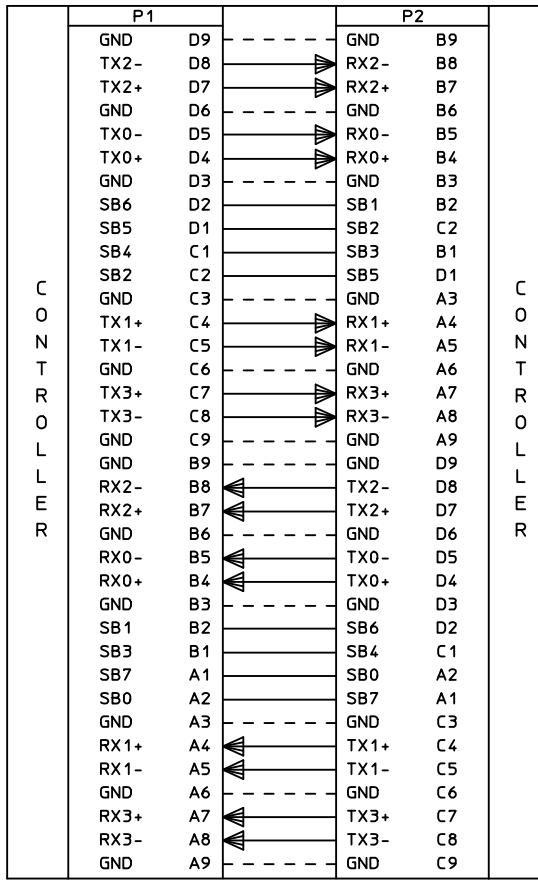 P1 P2
GND D9 GND B9
TX2- D8 RX2- B8
TX2+ D7 RX2+ B7
GND D6 GND B6
TX0- D5 RX0- B5
TX0+ D4 RX0+ B4
GND D3 GND B3
SB6 D2 SB1 B2
SB5 D1 SB2 C2
SB4 C1 SB3 B1
SB2 C2 SB5 D1
GND C3 GND A3
TX1+ C4 RX1+ A4
TX1- C5 RX1- A5
GND C6 GND A6
TX3+ C7 RX3+ A7
TX3- C8 RX3- A8
GND C9 GND A9
GND B9 GND D9
RX2- B8 TX2- D8
RX2+ B7 TX2+ D7
GND B6 GND D6
RX0- B5 TX0- D5
RX0+ B4 TX0+ D4
GND B3 GND D3
SB1 B2 SB6 D2
SB3 B1 SB4 C1
SB7 A1 SB0 A2
SB0 A2 SB7 A1
GND A3 GND C3
RX1+ A4 TX1+ C4
RX1- A5 TX1- C5
GND A6 GND C6
RX3+ A7 TX3+ C7
RX3- A8 TX3- C8
GND A9 GND C9
CONTROLLER
CONTROLLER